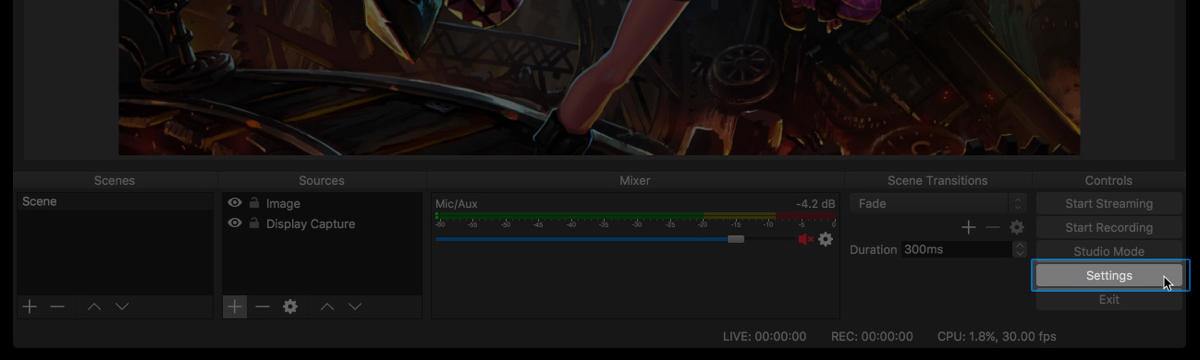 Scenes
Sources
Mixer
Scene Transitions
Controls
Scene
Image
Display Capture
Mic/Aux
-4.2 dB
-60 -55 -50 -45 -40 -35 -30 -25 -20 -15 -10 -5 0
Fade
Duration 300ms
Start Streaming
Start Recording
Studio Mode
Settings
Exit
LIVE: 00:00:00 REC: 00:00:00 CPU: 1.8%, 30.00 fps